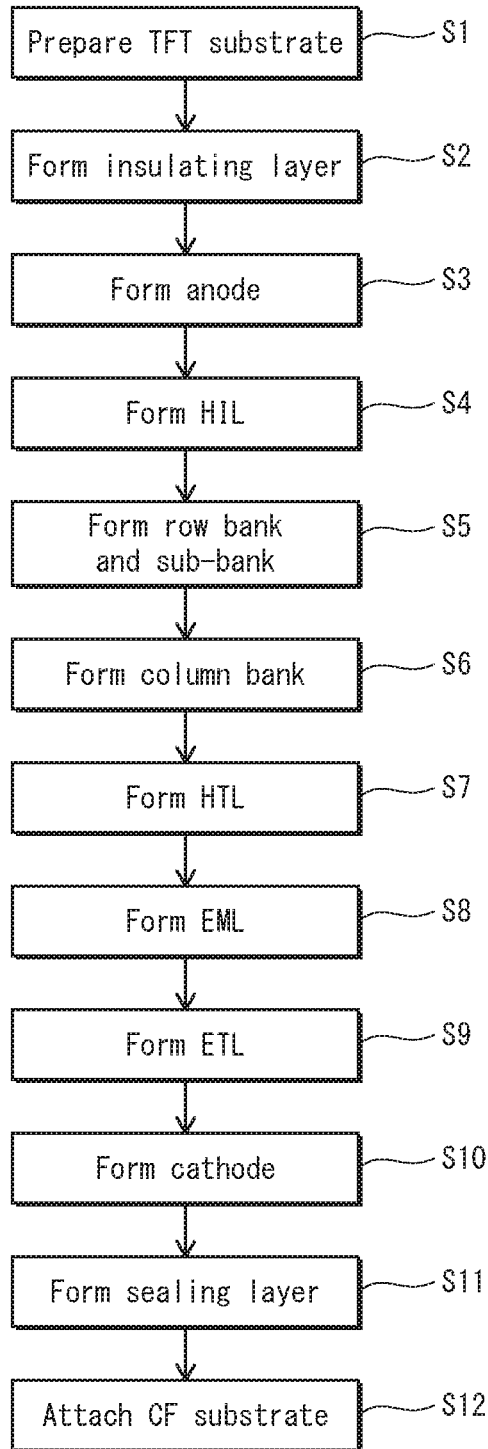 Prepare TFT substrate
S1
Form insulating layer
S2
Form anode
S3
Form HIL
S4
Form row bank
and sub-bank
S5
Form column bank
S6
Form HTL
S7
Form EML
S8
Form ETL
S9
Form cathode
S10
Form sealing layer
S11
Attach CF substrate
S12